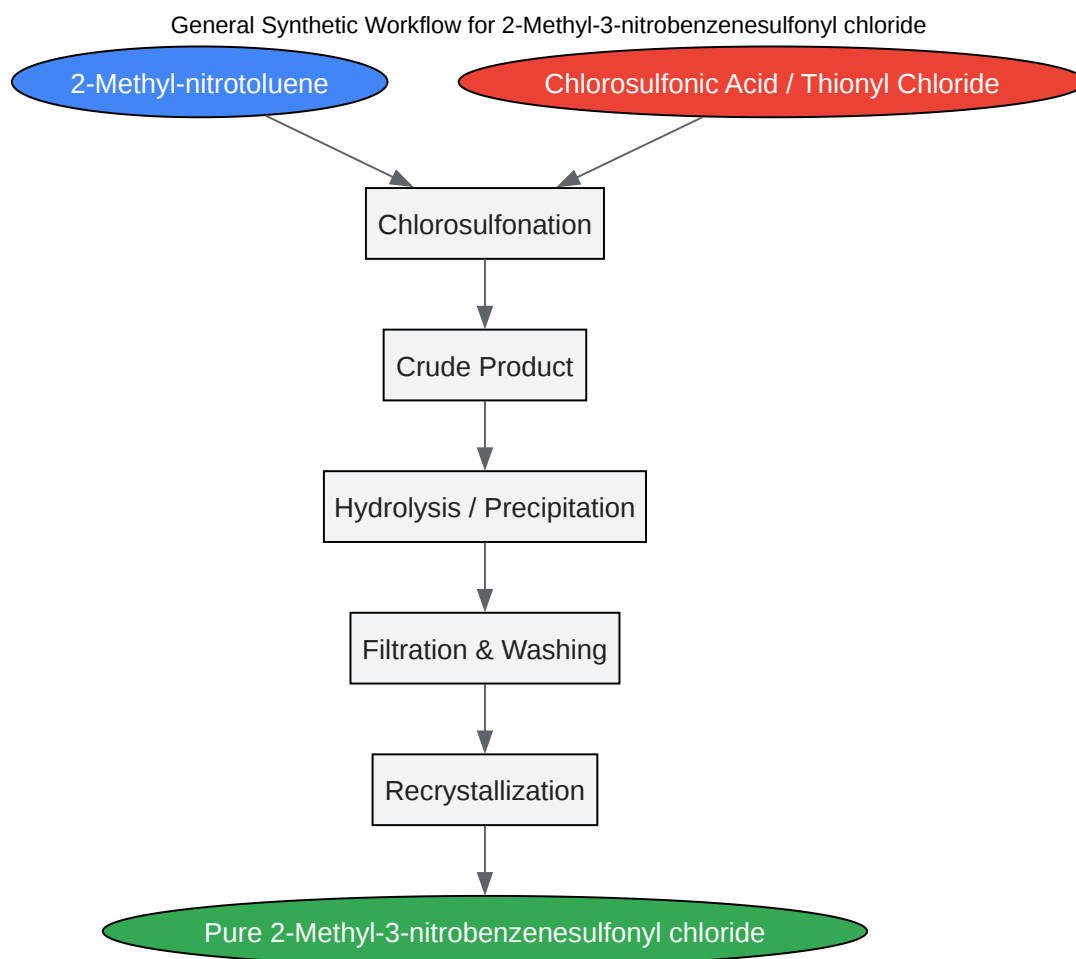 General Synthetic Workflow for 2-Methyl-3-nitrobenzenesulfonyl chloride
2-Methyl-nitrotoluene
Chlorosulfonic Acid / Thionyl Chloride
Chlorosulfonation
Crude Product
Hydrolysis / Precipitation
Filtration & Washing
Recrystallization
Pure 2-Methyl-3-nitrobenzenesulfonyl chloride